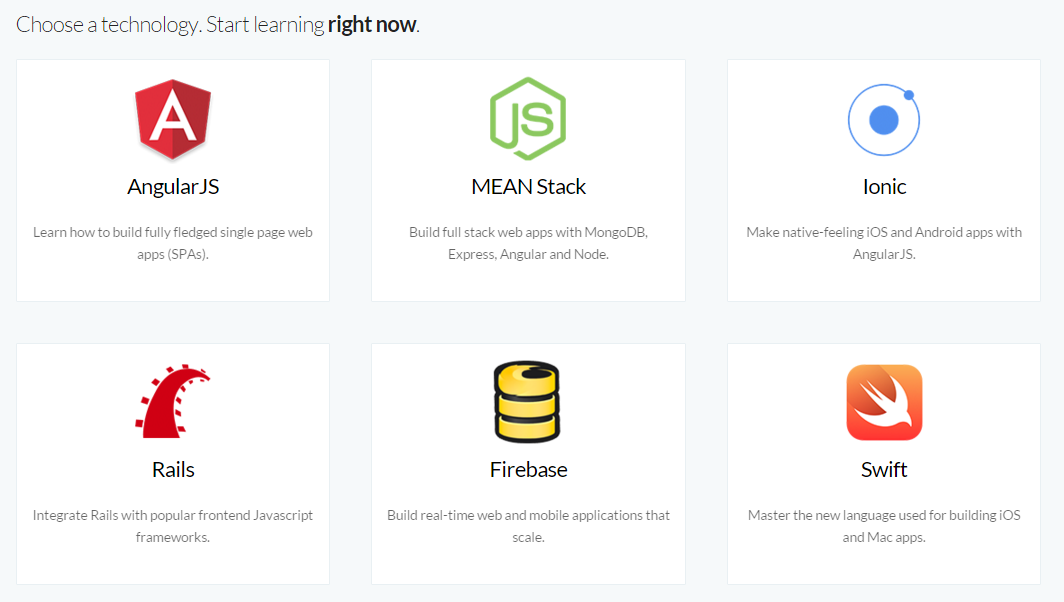 Choose a technology. Start learning right now.
A
JS
AngularJS
MEAN Stack
Ionic
Learn how to build fully fledged single page web
apps (SPAs).
Build full stack web apps with MongoDB,
Express, Angular and Node.
Make native-feeling iOS and Android apps with
AngularJS.
Rails
Firebase
Swift
Integrate Rails with popular frontend Javascript
frameworks.
Build real-time web and mobile applications that
scale.
Master the new language used for building iOS
and Mac apps.